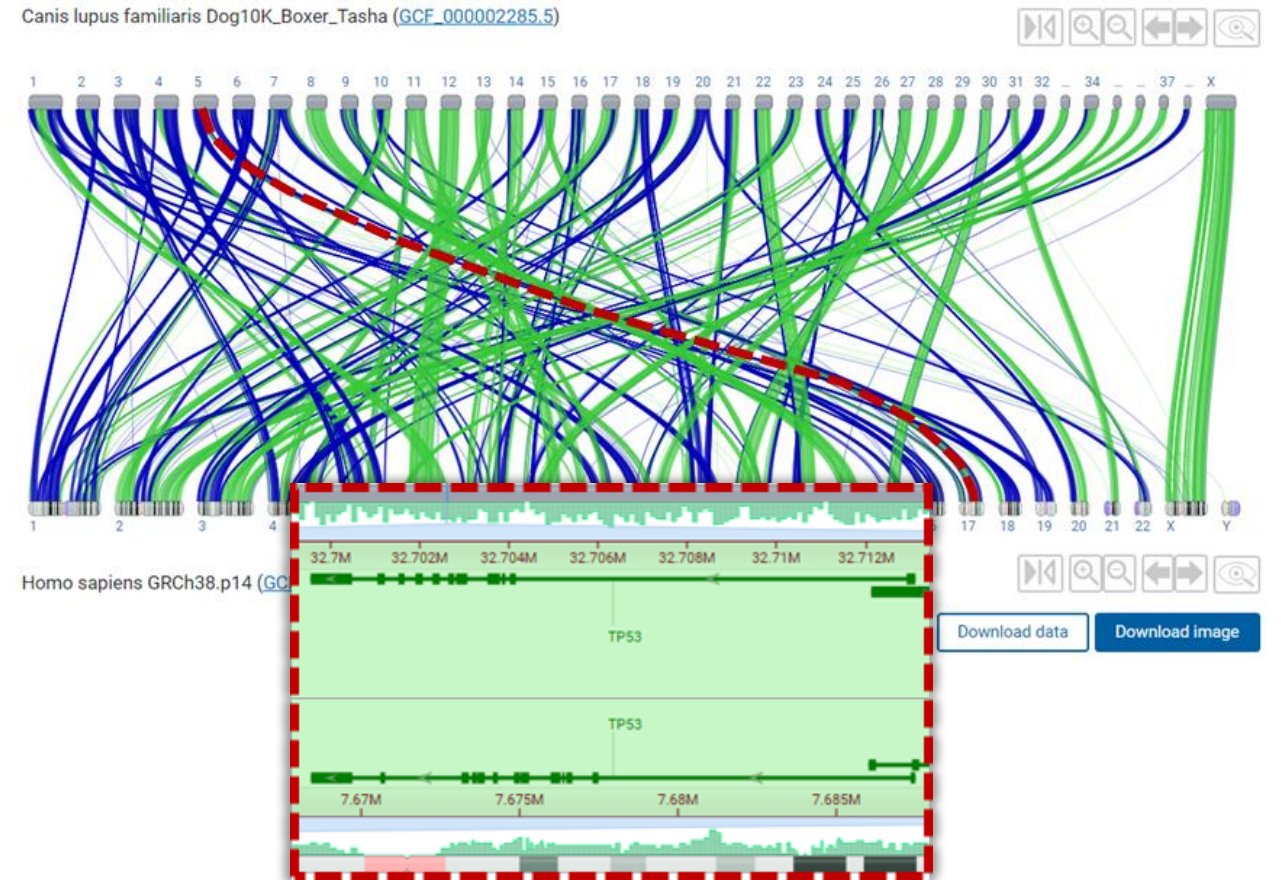 Canis lupus familiaris Dog10K_Boxer_Tasha (GCF_000002285.5)
1 2 3 4 5 6 7 8 9 10 11 12 13 14 15 16 17 18 19 20 21 22 23 24 25 26 27 28 29 30 31 32 _ 34 _ _ 37 _ X
1 2 3 4 17 18 19 20 21 22 X Y
32.7M 32.702M 32.704M 32.706M 32.708M 32.71M 32.712M
Homo sapiens GRCh38.p14 (GC
Download data Download image
TP53
TP53
7.67M 7.675M 7.68M 7.685M